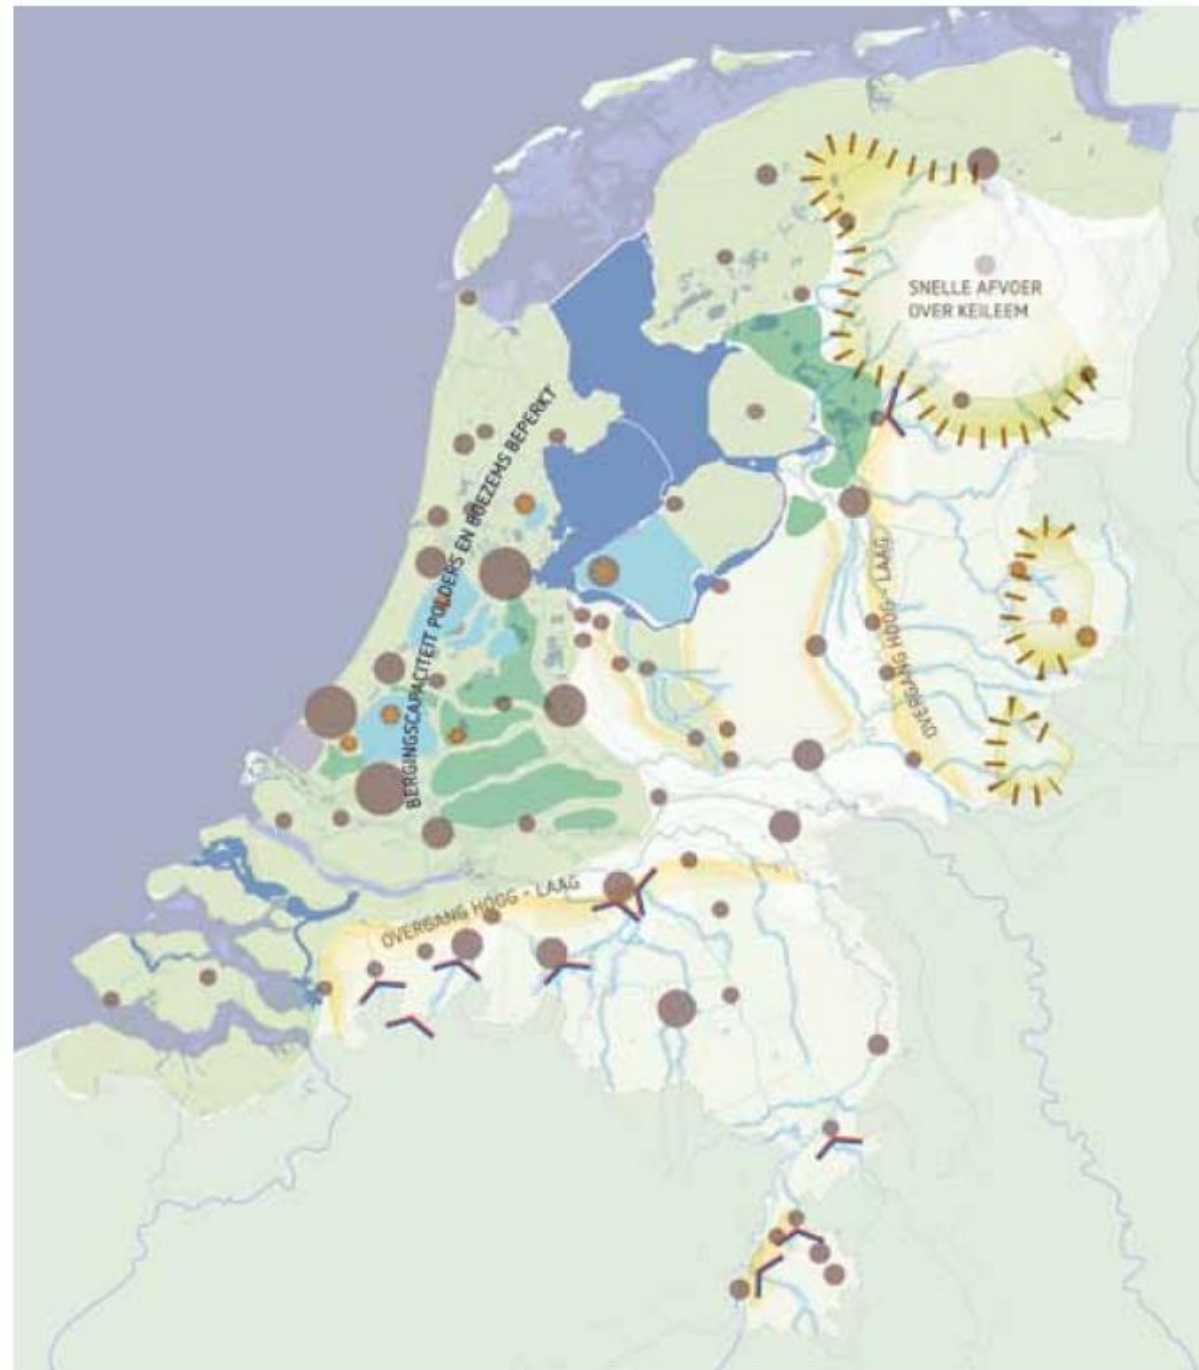 SNELLE AFVOER
OVER KEILEEM
BERGINGSCAPACITEIT POLDERS EN BOEZEMS BEPERKT
OVERGANG HOOG - LAAG
OVERGANG HOOG - LAAG